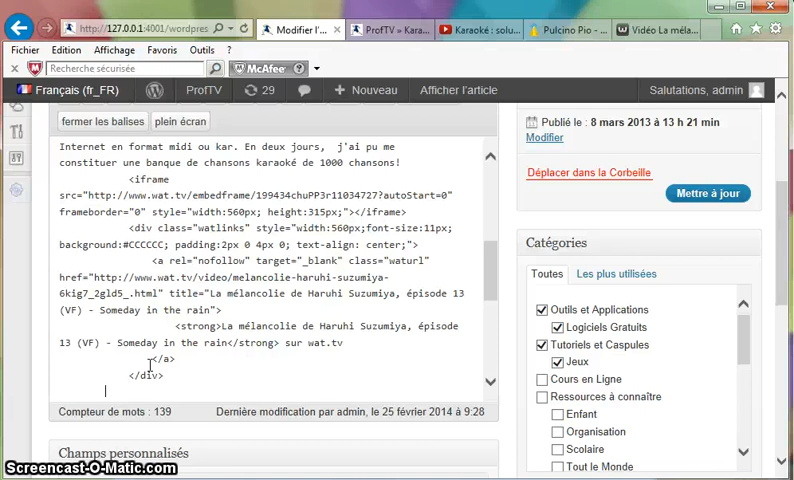 http://127.0.0.1:4001/wordpres
Modifier l'...
ProfTV » Kara...
Karaoké : solu...
Pulcino Pio - ...
Vidéo La méla...
Fichier Edition Affichage Favoris Outils ?
Recherche sécurisée
McAfee
?
Français (fr_FR)
ProfTV
29
Nouveau
Afficher l'article
Salutations, admin
fermer les balises
plein écran
Internet en format midi ou kar. En deux jours, j'ai pu me
constituer une banque de chansons karaoké de 1000 chansons!
<iframe
src="http://www.wat.tv/embedframe/199434chuPP3r11034727?autoStart=0"
frameborder="0" style="width:560px; height:315px;"></iframe>
<div class="watlinks" style="width:560px;font-size:11px;
background:#CCCCCC; padding:2px 0 4px 0; text-align: center;">
<a rel="nofollow" target="_blank" class="waturl"
href="http://www.wat.tv/video/melancolie-haruhi-suzumiya-
6kig7_2gld5_.html" title="La mélancolie de Haruhi Suzumiya, épisode 13
(VF) - Someday in the rain">
<strong>La mélancolie de Haruhi Suzumiya, épisode
13 (VF) - Someday in the rain</strong> sur wat.tv
</a>
</div>
Compteur de mots : 139
Dernière modification par admin, le 25 février 2014 à 9:28
Champs personnalisés
Publié le : 8 mars 2013 à 13 h 21 min
Modifier
Déplacer dans la Corbeille
Mettre à jour
Catégories
Toutes
Les plus utilisées
Outils et Applications
Logiciels Gratuits
Tutoriels et Capsules
Jeux
Cours en Ligne
Ressources à connaître
Enfant
Organisation
Scolaire
Tout le Monde
Screencast-O-Matic.com